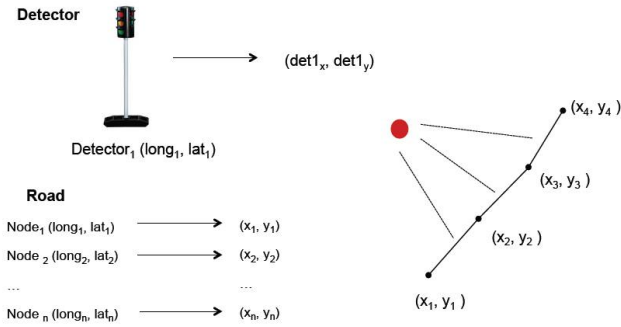 Detector
(det1ₓ, det1ᵧ)
Detector₁ (long₁, lat₁)
Road
Node₁ (long₁, lat₁) (x₁, y₁)
Node ₂ (long₂, lat₂) (x₂, y₂)
... ...
Node ₙ (longₙ, latₙ) (xₙ, yₙ)
(x₄, y₄ )
(x₃, y₃ )
(x₂, y₂ )
(x₁, y₁ )